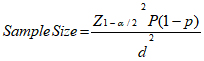 Sample Size = Z₁₋α/₂² P(1−p) / d²